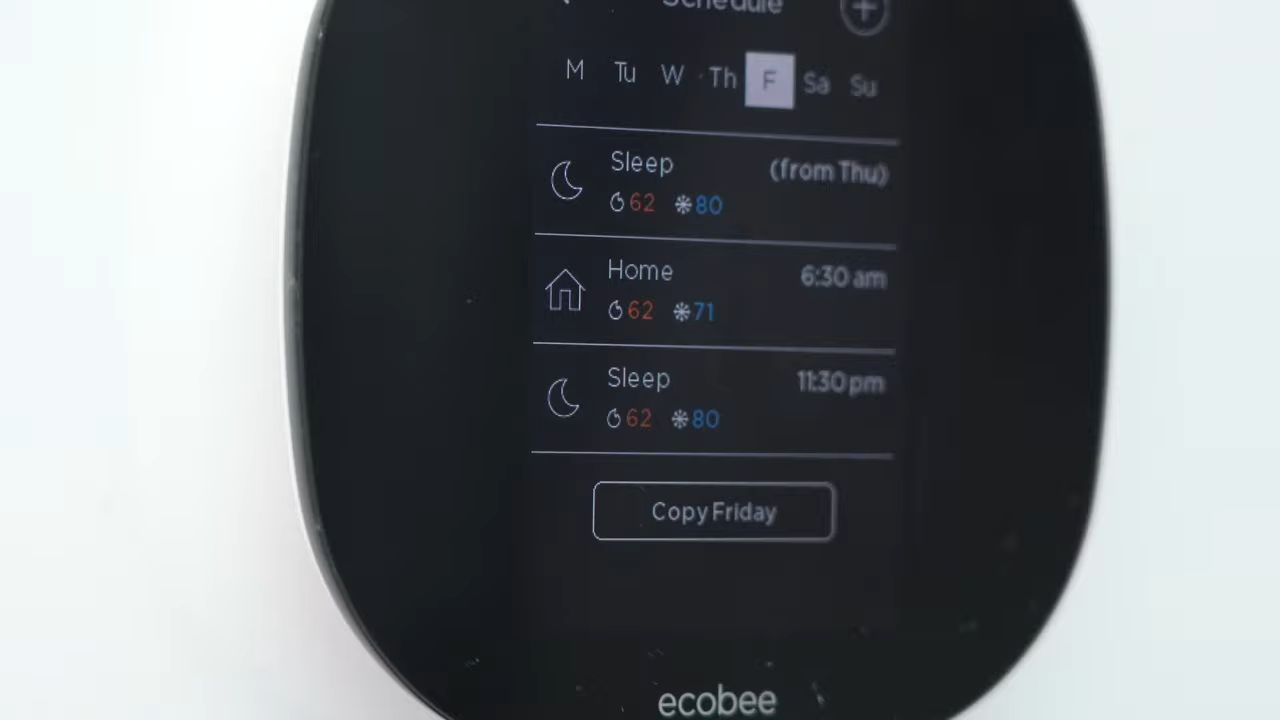 Schedule
M Tu W Th F Sa Su
Sleep (from Thu)
62 80
Home 6:30 am
62 71
Sleep 11:30 pm
62 80
Copy Friday
ecobee